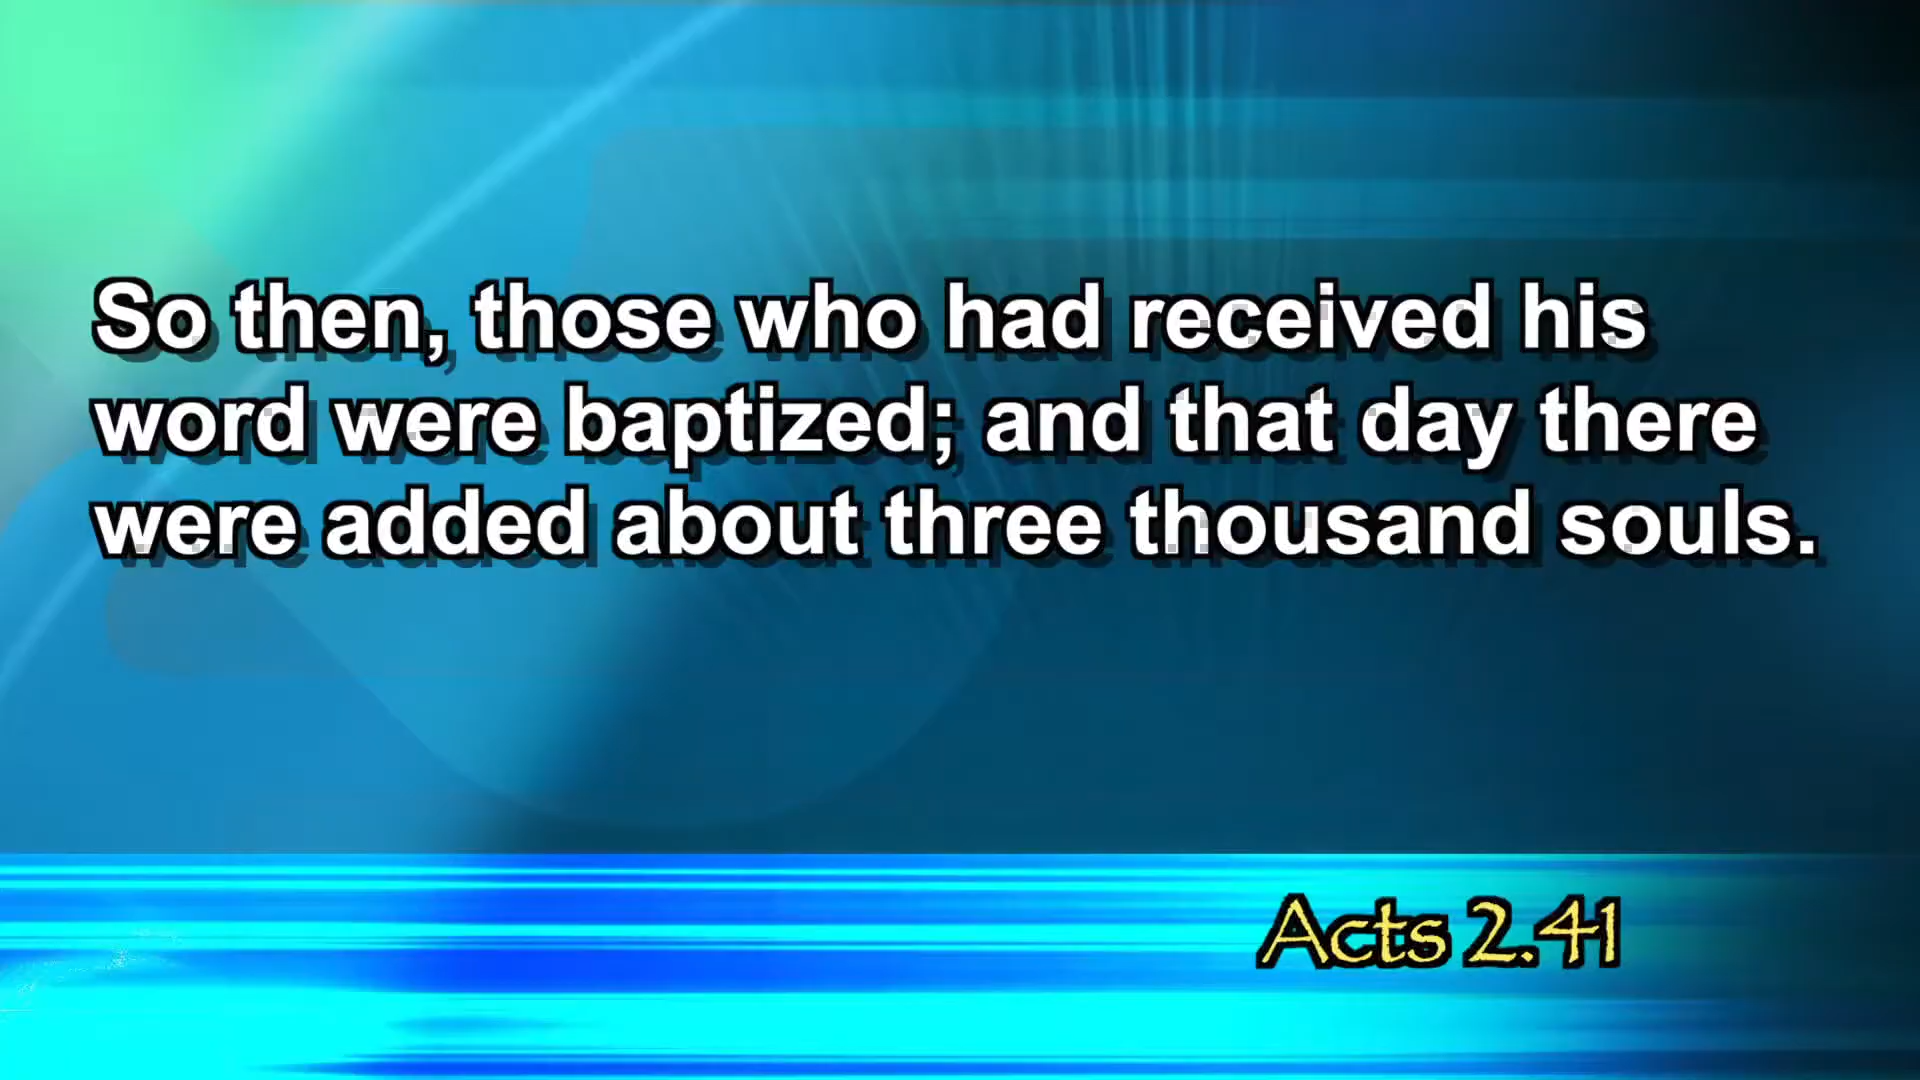 So then, those who had received his
word were baptized; and that day there
were added about three thousand souls.
Acts 2.41